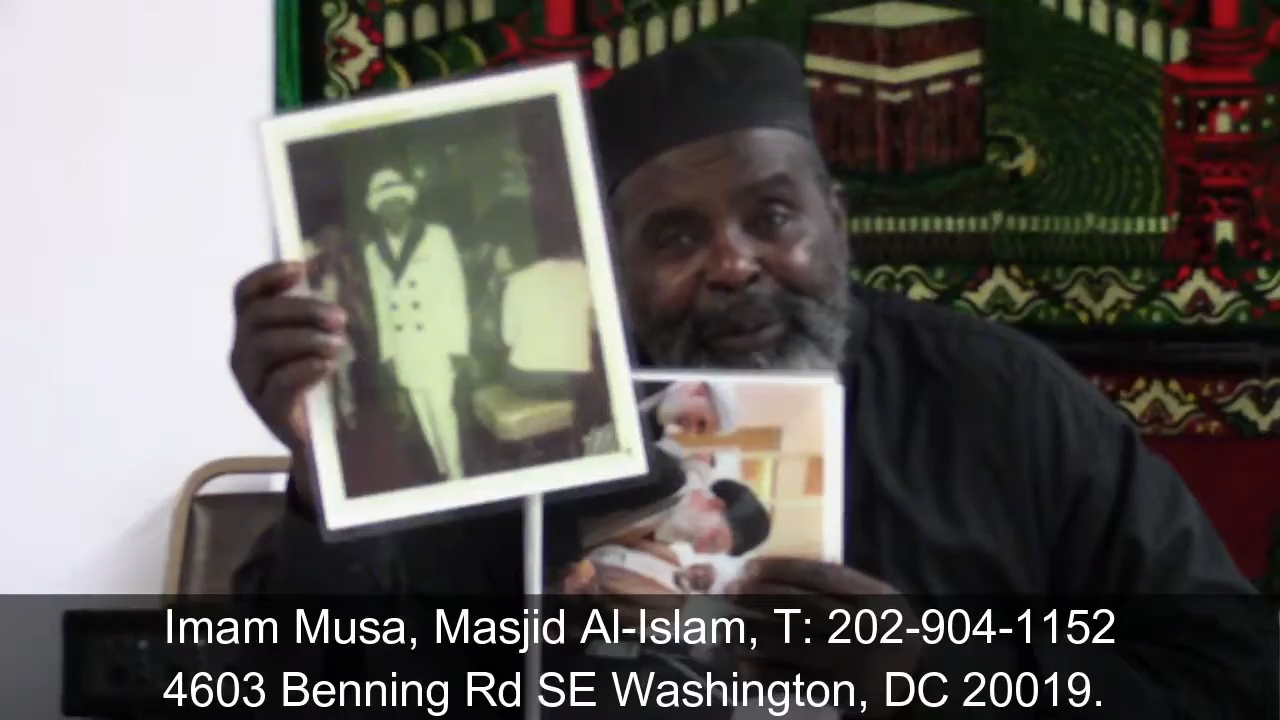 Imam Musa, Masjid Al-Islam, T: 202-904-1152
4603 Benning Rd SE Washington, DC 20019.